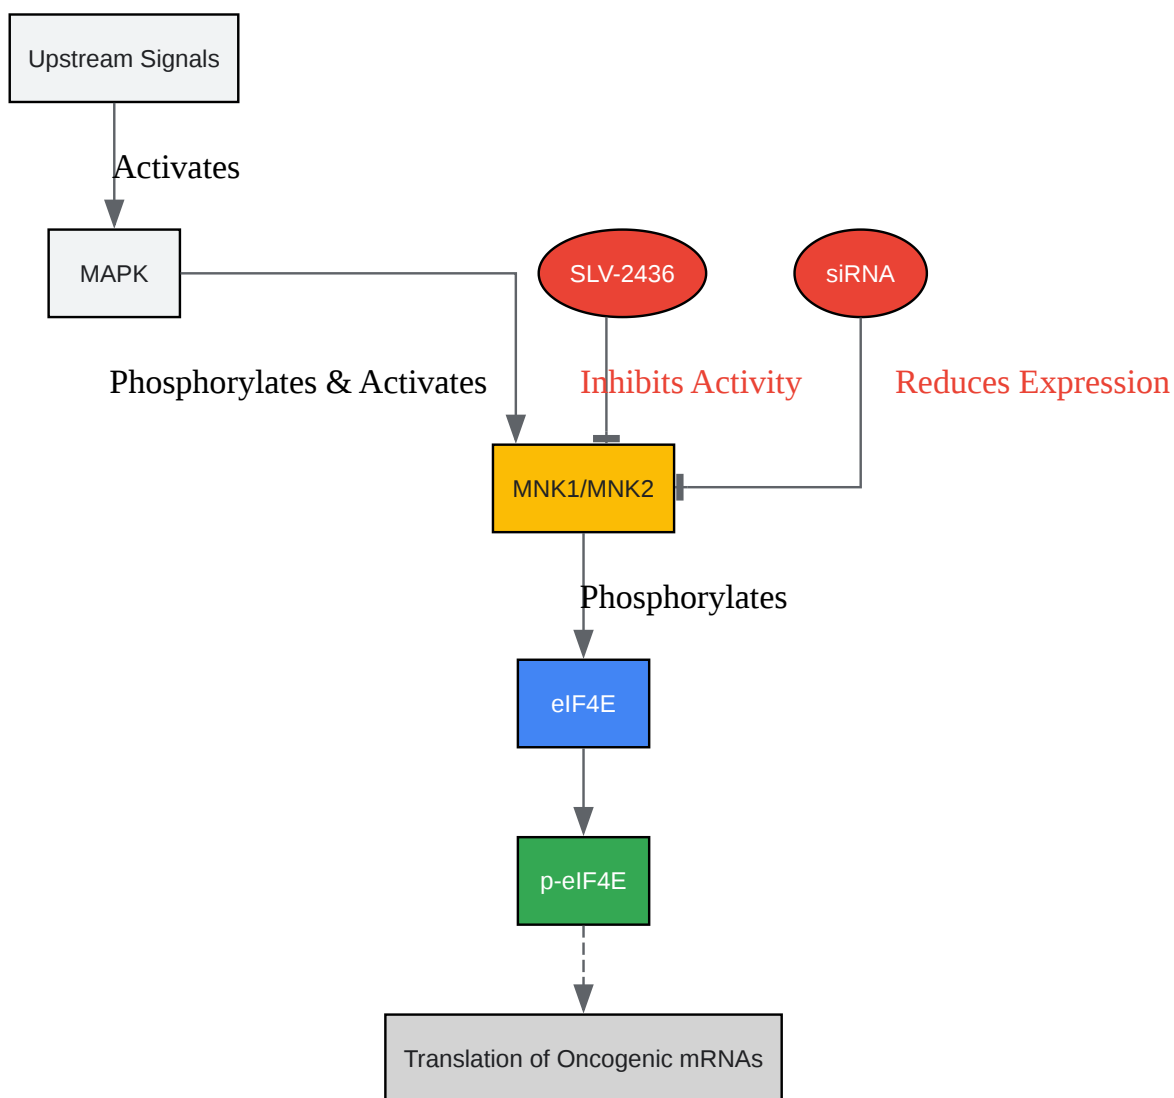 Upstream Signals
Activates
MAPK
SLV-2436
siRNA
Phosphorylates & Activates
Inhibits Activity
Reduces Expression
MNK1/MNK2
Phosphorylates
eIF4E
p-eIF4E
Translation of Oncogenic mRNAs